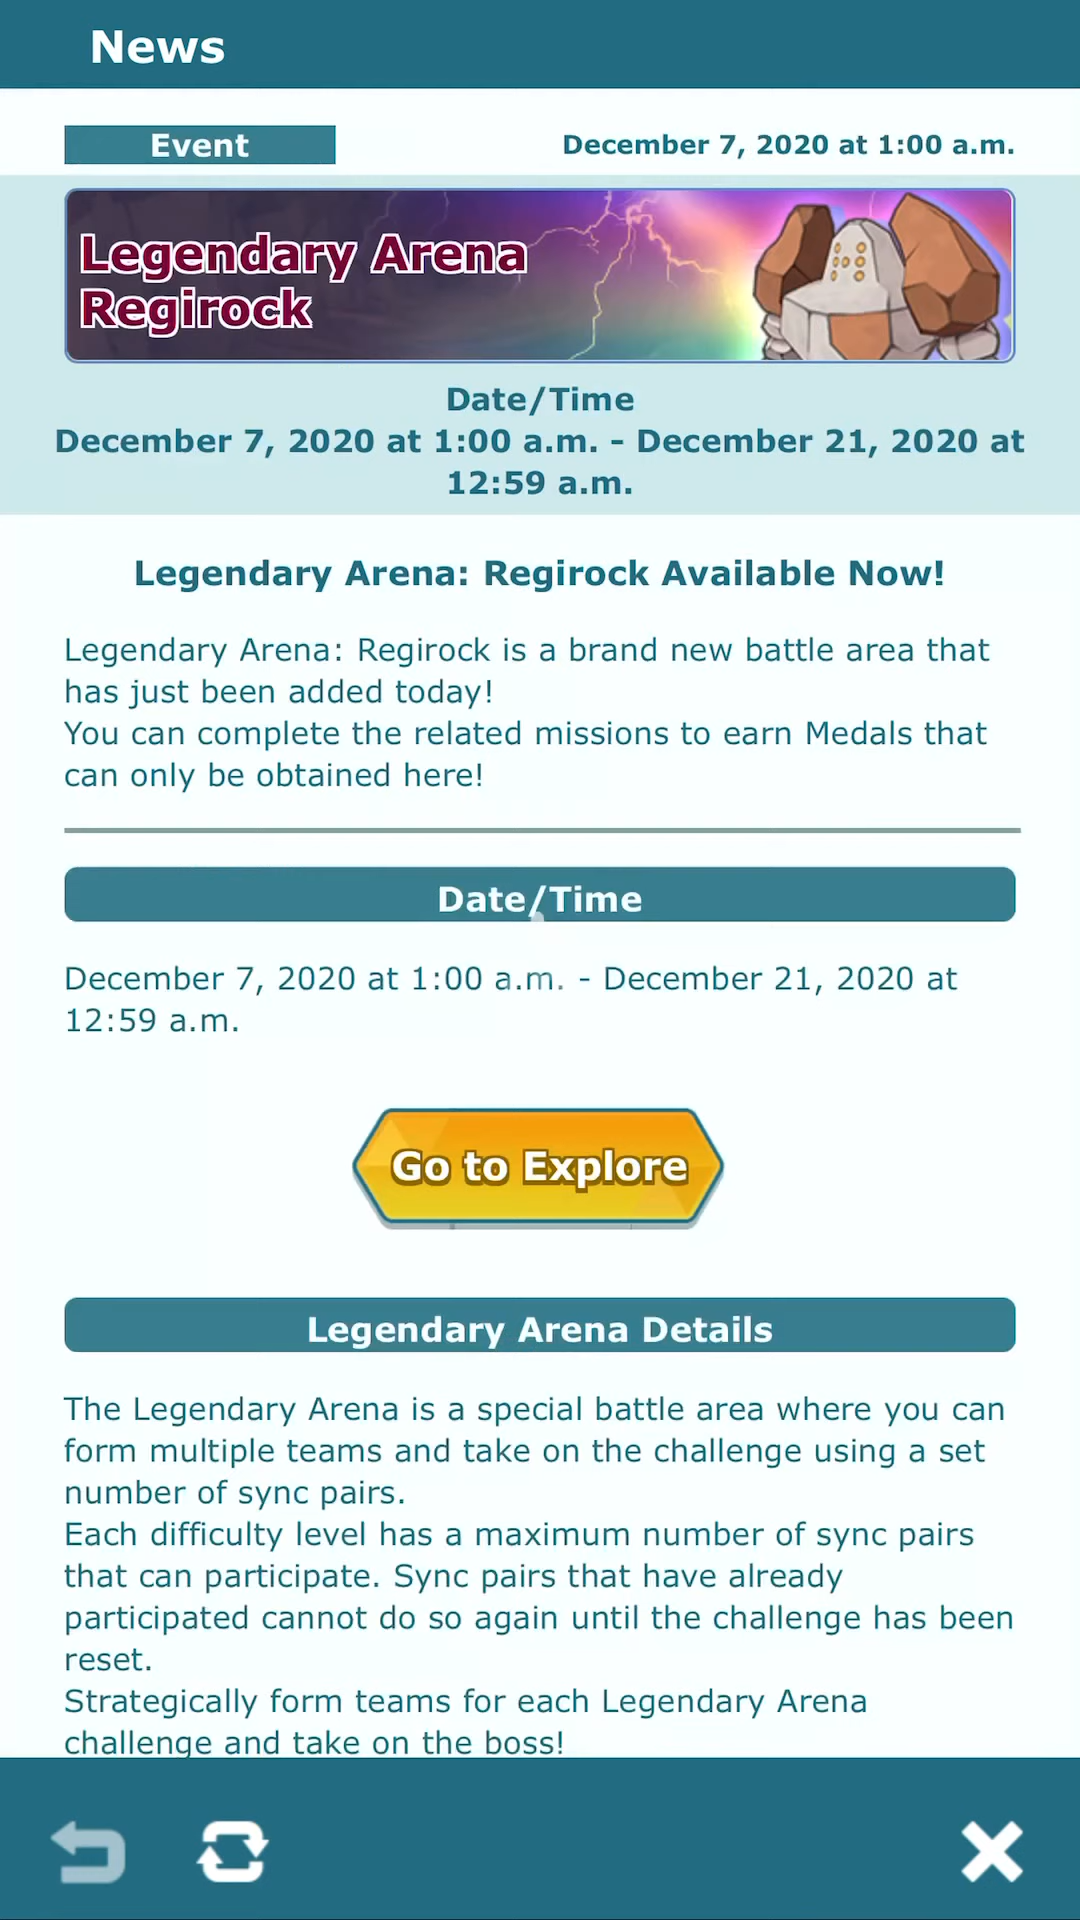 News
Event
December 7, 2020 at 1:00 a.m.
Legendary Arena
Regirock
Date/Time
December 7, 2020 at 1:00 a.m. - December 21, 2020 at
12:59 a.m.
Legendary Arena: Regirock Available Now!
Legendary Arena: Regirock is a brand new battle area that
has just been added today!
You can complete the related missions to earn Medals that
can only be obtained here!
Date/Time
December 7, 2020 at 1:00 a.m. - December 21, 2020 at
12:59 a.m.
Go to Explore
Legendary Arena Details
The Legendary Arena is a special battle area where you can
form multiple teams and take on the challenge using a set
number of sync pairs.
Each difficulty level has a maximum number of sync pairs
that can participate. Sync pairs that have already
participated cannot do so again until the challenge has been
reset.
Strategically form teams for each Legendary Arena
challenge and take on the boss!